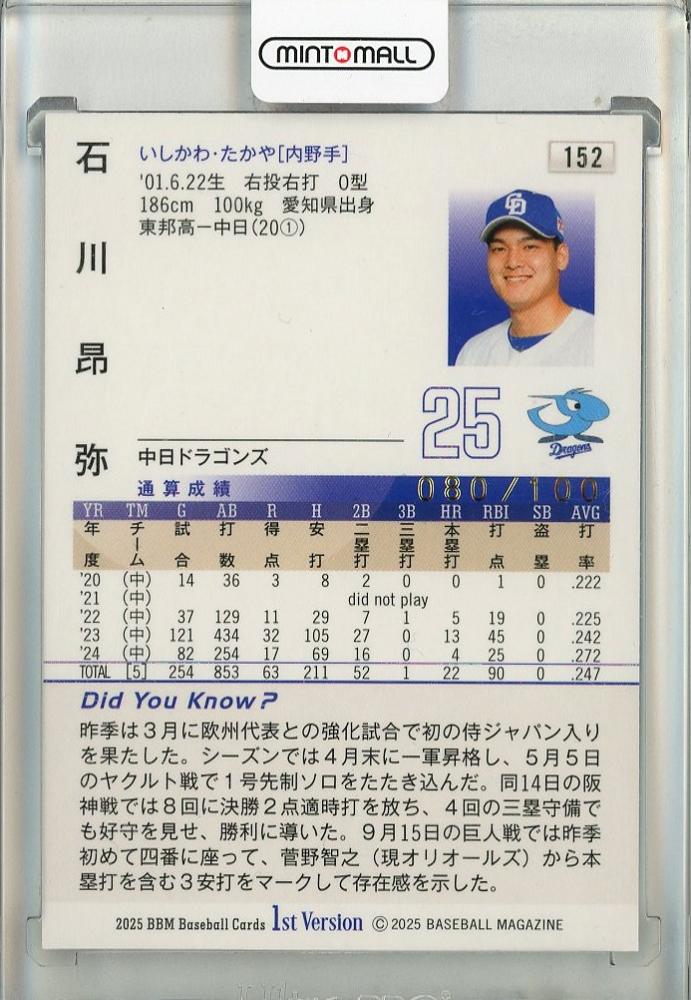 MINT MALL
石川昂弥
いしかわ・たかや[内野手]
'01.6.22生 右投右打 O型
186cm 100kg 愛知県出身
東邦高ー中日(20①)
152
25
Dragons
中日ドラゴンズ
通算成績
080/100
YR TM G AB R H 2B 3B HR RBI SB AVG
年度 チーム 試合 打数 得点 安打 二塁打 三塁打 本塁打 打点 盗塁 打率
'20 (中) 14 36 3 8 2 0 0 1 0 .222
'21 (中) did not play
'22 (中) 37 129 11 29 7 1 5 19 0 .225
'23 (中) 121 434 32 105 27 0 13 45 0 .242
'24 (中) 82 254 17 69 16 0 4 25 0 .272
TOTAL [5] 254 853 63 211 52 1 22 90 0 .247
Did You Know?
昨季は3月に欧州代表との強化試合で初の侍ジャパン入り
を果たした。シーズンでは4月末に一軍昇格し、5月5日
のヤクルト戦で1号先制ソロをたたき込んだ。同14日の阪
神戦では8回に決勝2点適時打を放ち、4回の三塁守備で
も好守を見せ、勝利に導いた。9月15日の巨人戦では昨季
初めて四番に座って、菅野智之（現オリオールズ）から本
塁打を含む3安打をマークして存在感を示した。
2025 BBM Baseball Cards 1st Version © 2025 BASEBALL MAGAZINE